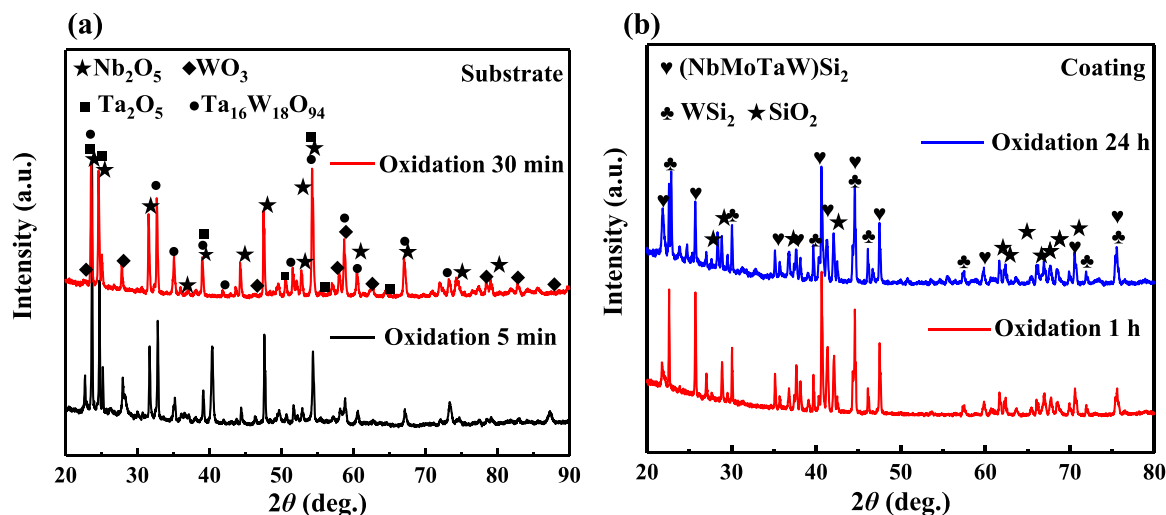 (a)
★Nb₂O₅ ◆WO₃
■ Ta₂O₅ ●Ta₁₆W₁₈O₉₄
Substrate
Oxidation 30 min
Oxidation 5 min
Intensity (a.u.)
20 30 40 50 60 70 80 90
2θ (deg.)
(b)
♥ (NbMoTaW)Si₂
♣ WSi₂ ★SiO₂
Coating
Oxidation 24 h
Oxidation 1 h
Intensity (a.u.)
20 30 40 50 60 70 80
2θ (deg.)